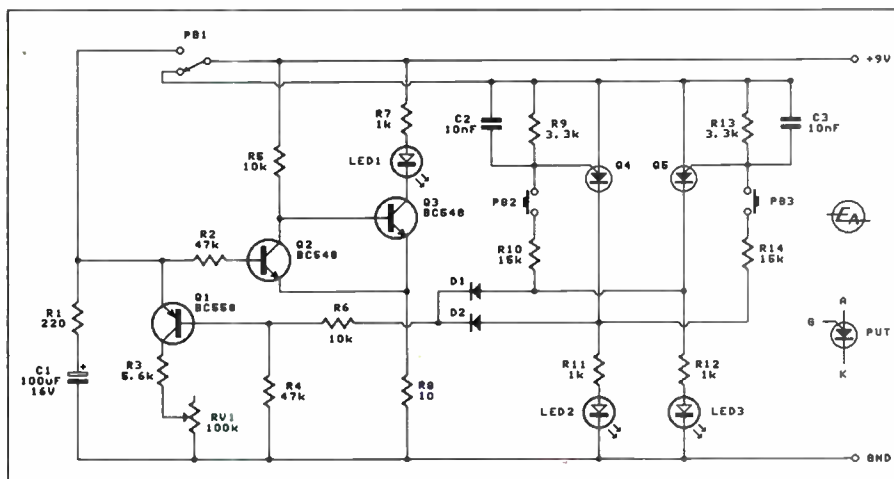 PB1
+9V
R7
1k
C2
10nF
R9
3.3k
R13
3.3k
C3
10nF
R5
10k
LED1
Q4
Q5
Q3
BC548
PB2
PB3
R2
47k
Q2
BC548
R10
15k
R14
15k
EA
D1
Q1
BC558
R6
10k
D2
A
G
PUT
K
R1
220
C1
+
100uF
16V
R3
5.6k
R4
47k
R8
10
R11
1k
R12
1k
RV1
100k
LED2
LED3
GND